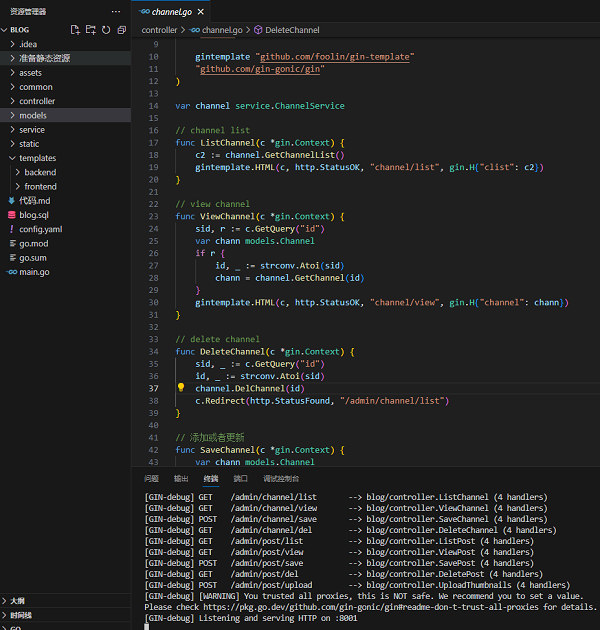 资源管理器
···
channel.go
BLOG
controller > channel.go > DeleteChannel
.idea
准备静态资源
assets
common
controller
models
service
static
templates
backend
frontend
代码.md
blog.sql
config.yaml
go.mod
go.sum
main.go
9
10 gintemplate "github.com/foolin/gin-template"
11 "github.com/gin-gonic/gin"
12 )
13
14 var channel service.ChannelService
15
16 // channel list
17 func ListChannel(c *gin.Context) {
18 c2 := channel.GetChannelList()
19 gintemplate.HTML(c, http.StatusOK, "channel/list", gin.H{"clist": c2})
20 }
21
22 // view channel
23 func ViewChannel(c *gin.Context) {
24 sid, r := c.GetQuery("id")
25 var chann models.Channel
26 if r {
27 id, _ := strconv.Atoi(sid)
28 chann = channel.GetChannel(id)
29 }
30 gintemplate.HTML(c, http.StatusOK, "channel/view", gin.H{"channel": chann})
31 }
32
33 // delete channel
34 func DeleteChannel(c *gin.Context) {
35 sid, _ := c.GetQuery("id")
36 id, _ := strconv.Atoi(sid)
37 channel.DelChannel(id)
38 c.Redirect(http.StatusFound, "/admin/channel/list")
39 }
40
41 // 添加或者更新
42 func SaveChannel(c *gin.Context) {
43 var chann models.Channel
问题 输出 终端 端口 调试控制台
[GIN-debug] GET /admin/channel/list --> blog/controller.ListChannel (4 handlers)
[GIN-debug] GET /admin/channel/view --> blog/controller.ViewChannel (4 handlers)
[GIN-debug] POST /admin/channel/save --> blog/controller.SaveChannel (4 handlers)
[GIN-debug] GET /admin/channel/del --> blog/controller.DeleteChannel (4 handlers)
[GIN-debug] GET /admin/post/list --> blog/controller.ListPost (4 handlers)
[GIN-debug] GET /admin/post/view --> blog/controller.ViewPost (4 handlers)
[GIN-debug] POST /admin/post/save --> blog/controller.SavePost (4 handlers)
[GIN-debug] GET /admin/post/del --> blog/controller.DeletePost (4 handlers)
[GIN-debug] POST /admin/post/upload --> blog/controller.UploadThumbnails (4 handlers)
[GIN-debug] [WARNING] You trusted all proxies, this is NOT safe. We recommend you to set a value.
Please check https://pkg.go.dev/github.com/gin-gonic/gin#readme-don-t-trust-all-proxies for details.
[GIN-debug] Listening and serving HTTP on :8001
大纲
时间线
GO